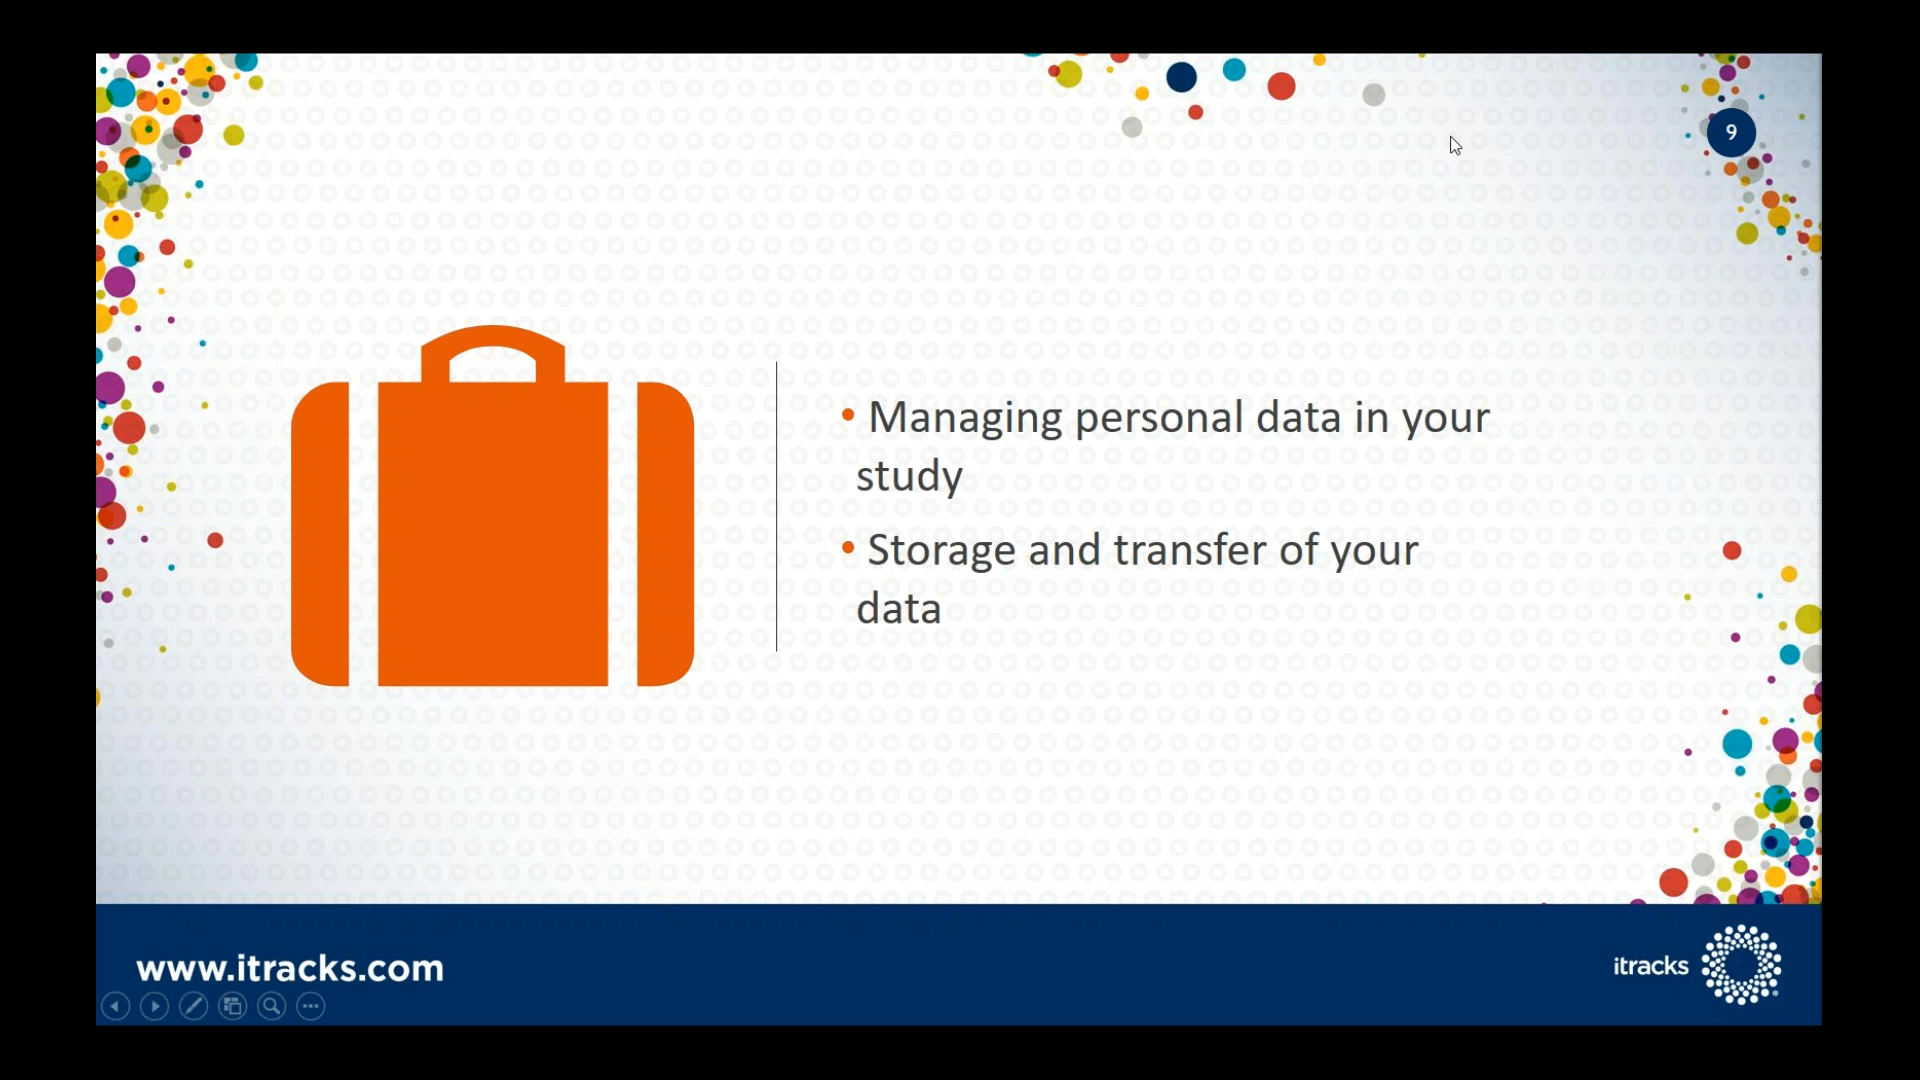 9
• Managing personal data in your
study
• Storage and transfer of your
data
www.itracks.com
itracks